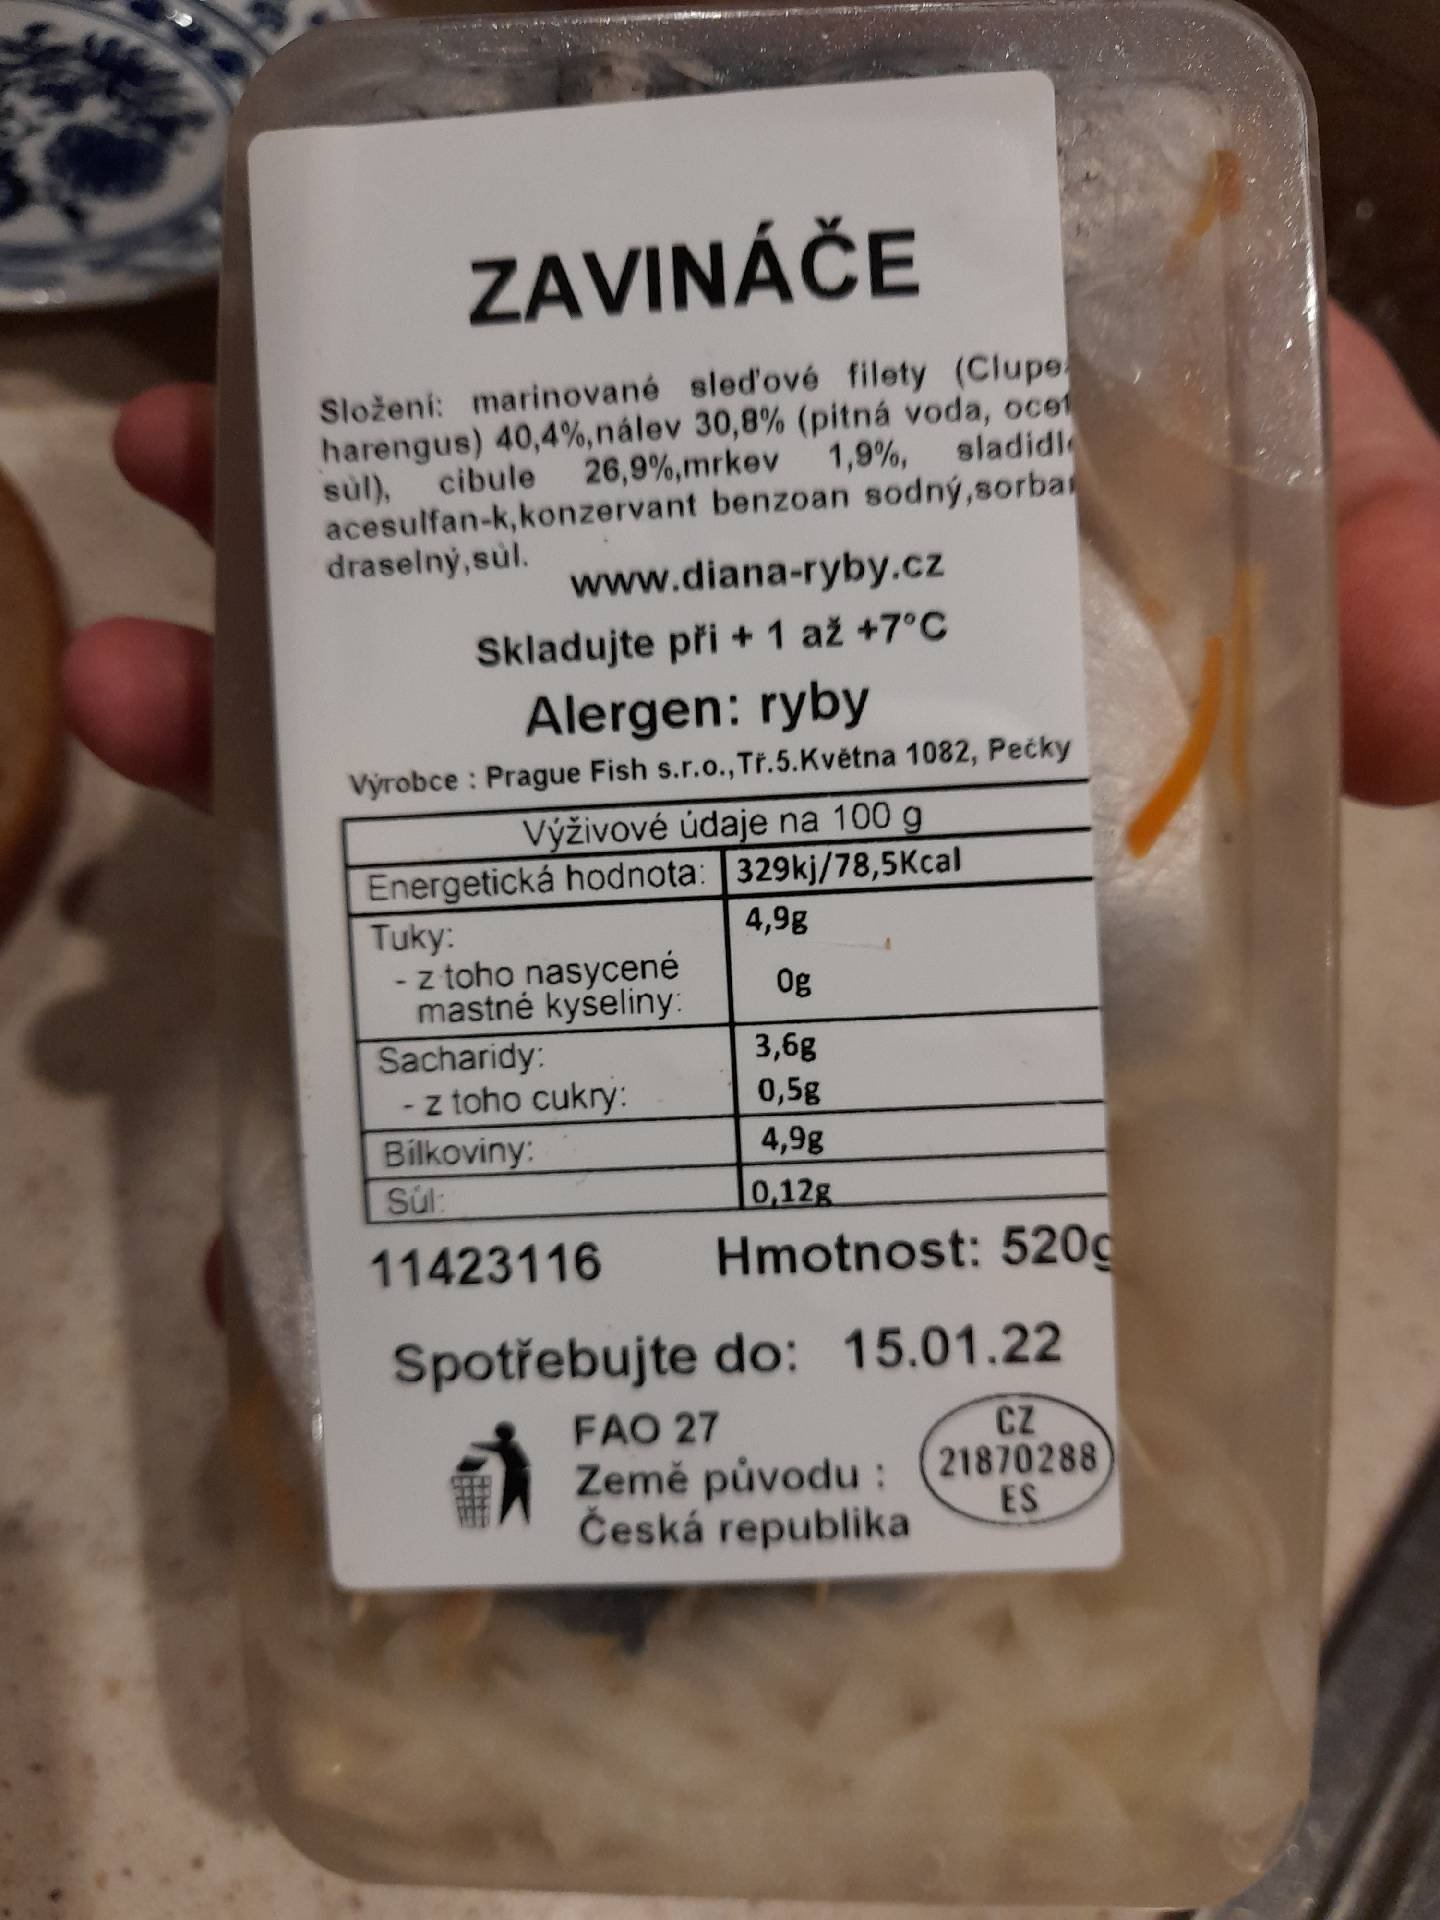 ZAVINÁČE
Složení: marinované sleďové filety (Clupe
harengus) 40,4%,nálev 30,8% (pitná voda, ocet
sůl), cibule 26,9%,mrkev 1,9%, sladidl
acesulfan-k,konzervant benzoan sodný,sorba
draselný,sůl.
www.diana-ryby.cz
Skladujte při + 1 až +7°C
Alergen: ryby
Výrobce : Prague Fish s.r.o.,Tř.5.Května 1082, Pečky
Výživové údaje na 100 g
Energetická hodnota: 329kj/78,5Kcal
Tuky: 4,9g
- z toho nasycené
mastné kyseliny: 0g
Sacharidy: 3,6g
- z toho cukry: 0,5g
Bílkoviny: 4,9g
Sůl: 0,12g
11423116 Hmotnost: 520g
Spotřebujte do: 15.01.22
FAO 27
Země původu :
Česká republika
CZ
21870288
ES